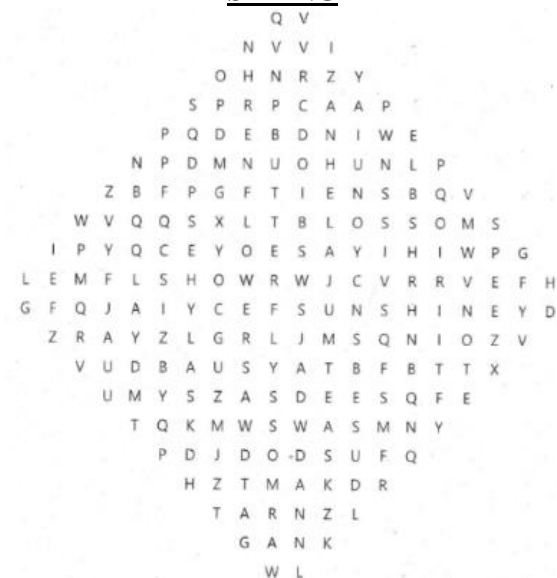 Q V
N V V I
O H N R Z Y
S P R P C A A P
P Q D E B D N I W E
N P D M N U O H U N L P
Z B F P G F T I E N S B Q V
W V Q Q S X L T B L O S S O M S
I P Y Q C E Y O E S A Y I H I W P G
L E M F L S H O W R W J C V R R V E F H
G F Q J A I Y C E F S U N S H I N E Y D
Z R A Y Z L G R L J M S Q N I O Z V
V U D B A U S Y A T B F B T T X
U M Y S Z A S D E E S Q F E
T Q K M W S W A S M N Y
P D J D O D S U F Q
H Z T M A K D R
T A R N Z L
G A N K
W L